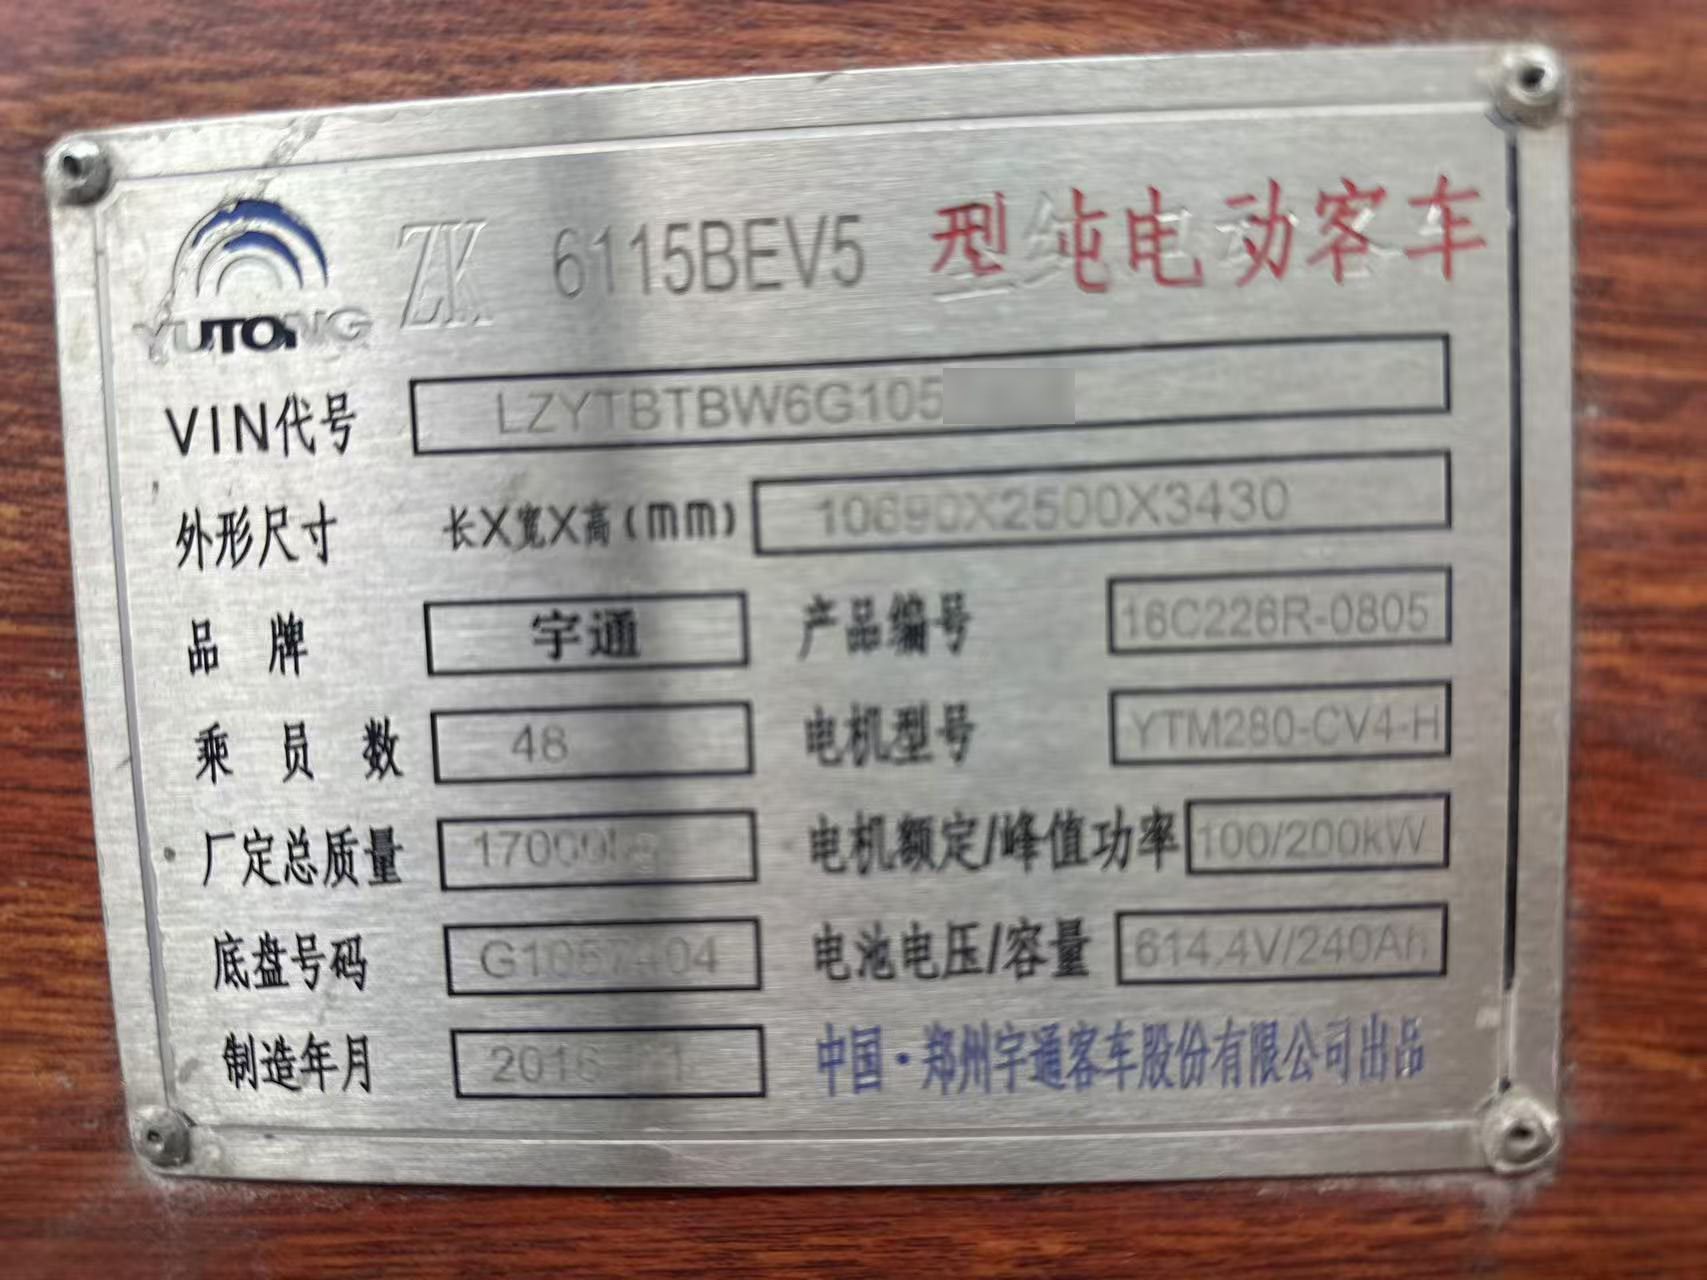 YUTONG ZK 6115BEV5 型纯电动客车
VIN代号 LZYTBTBW6G105
外形尺寸 长X宽X高(mm) 10690X2500X3430
品牌 宇通 产品编号 16C226R-0805
乘员数 48 电机型号 YTM280-CV4-H
厂定总质量 17000kg 电机额定/峰值功率 100/200kW
底盘号码 G1057404 电池电压/容量 614.4V/240Ah
制造年月 2016 中国·郑州宇通客车股份有限公司出品